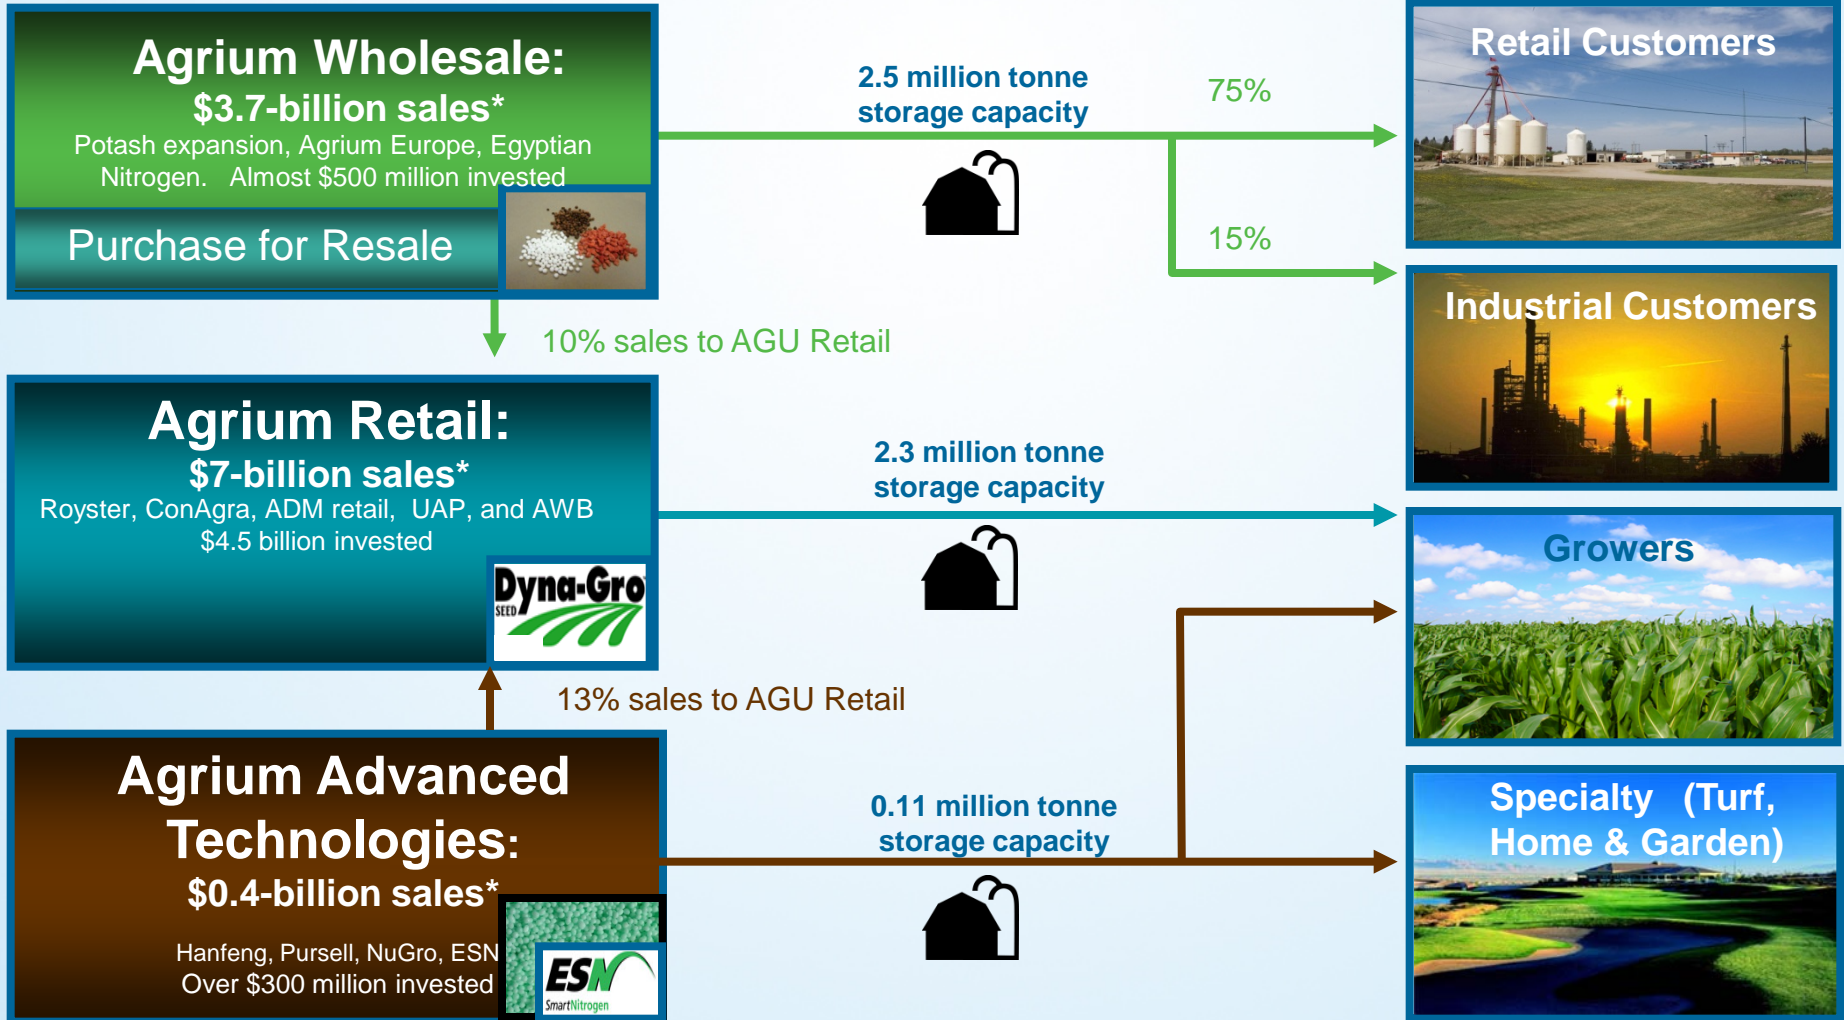 Agrium Wholesale:
$3.7-billion sales*
Potash expansion, Agrium Europe, Egyptian
Nitrogen. Almost $500 million invested
Purchase for Resale
2.5 million tonne
storage capacity
75%
15%
Retail Customers
Industrial Customers
10% sales to AGU Retail
Agrium Retail:
$7-billion sales*
Royster, ConAgra, ADM retail, UAP, and AWB
$4.5 billion invested
Dyna-Gro
SEED
2.3 million tonne
storage capacity
Growers
13% sales to AGU Retail
Agrium Advanced
Technologies:
$0.4-billion sales*
Hanfeng, Pursell, NuGro, ESN
Over $300 million invested
ESN
SmartNitrogen
0.11 million tonne
storage capacity
Specialty (Turf,
Home & Garden)